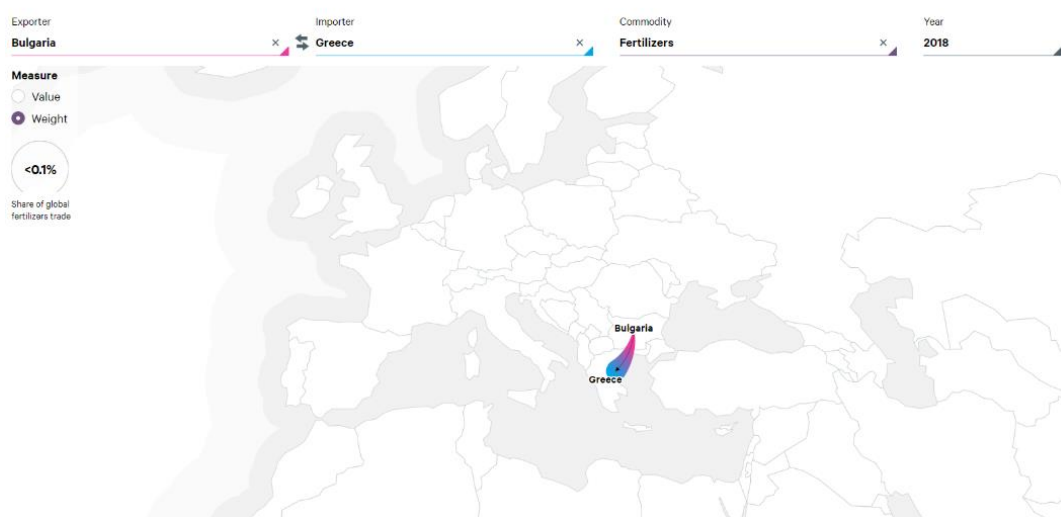 Exporter
Importer
Commodity
Year
Bulgaria ×
Greece ×
Fertilizers ×
2018
Measure
Value
Weight
<0.1%
Share of global
fertilizers trade
Bulgaria
Greece